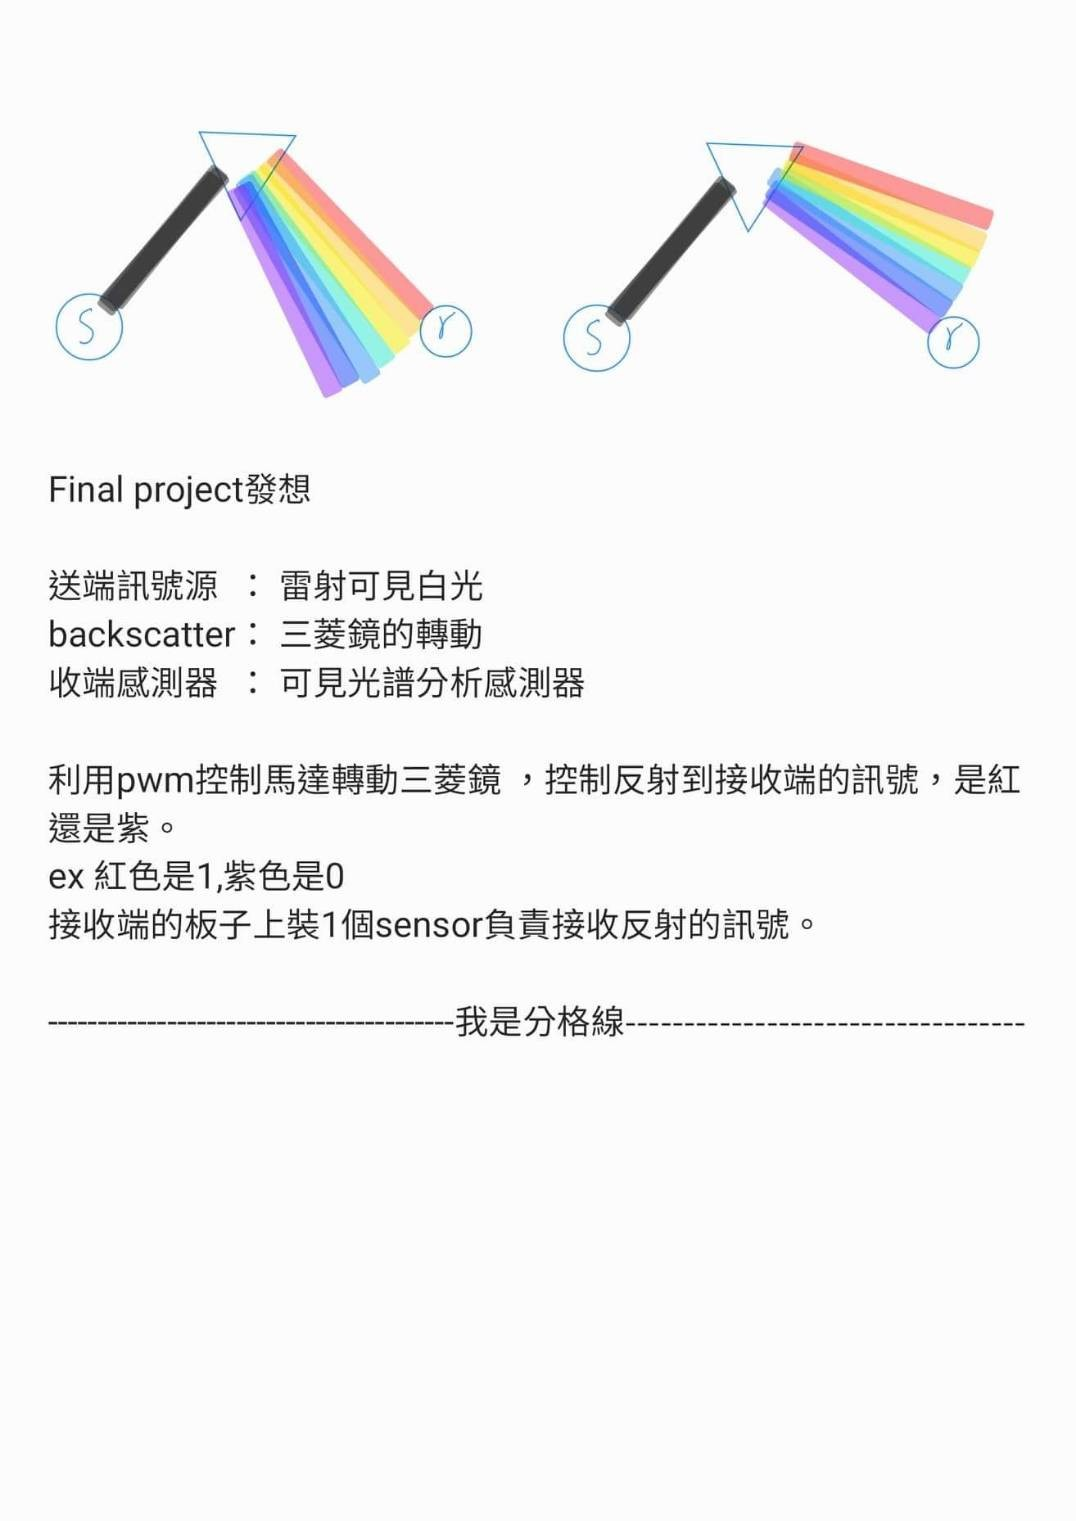 S r S r
Final project發想
送端訊號源 ： 雷射可見白光
backscatter： 三菱鏡的轉動
收端感測器 ： 可見光譜分析感測器
利用pwm控制馬達轉動三菱鏡 ，控制反射到接收端的訊號，是紅
還是紫。
ex 紅色是1,紫色是0
接收端的板子上裝1個sensor負責接收反射的訊號。
-----------------------------------------我是分格線----------------------------------